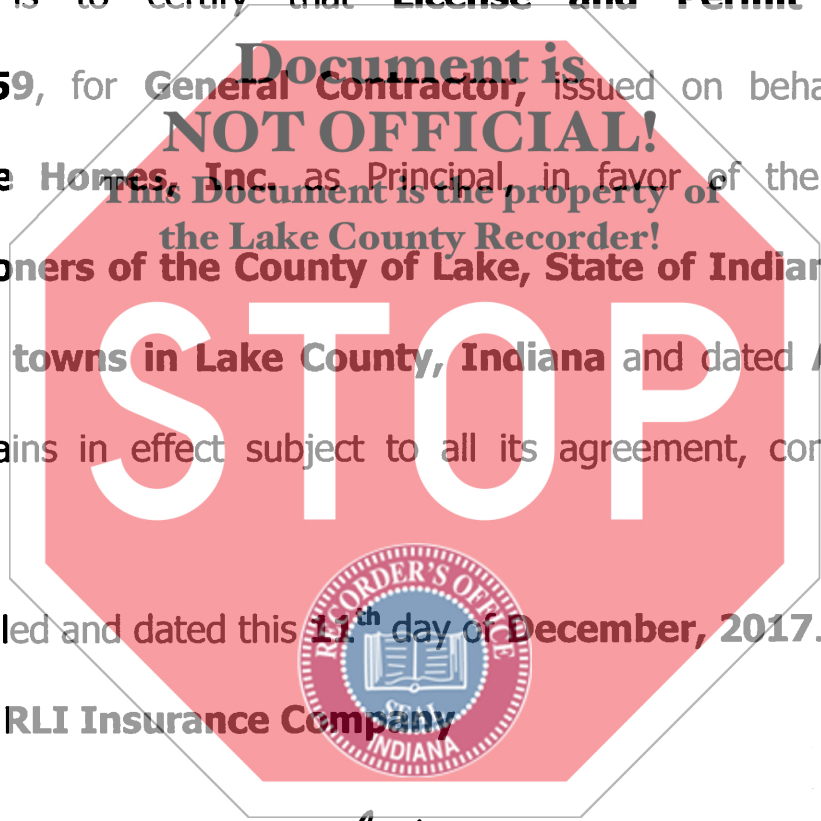 is to certify that License and Permit
Document is
59, for General Contractor, issued on beha
NOT OFFICIAL!
e Homes, Inc. as Principal, in favor of the
This Document is the property of
the Lake County Recorder!
oners of the County of Lake, State of Indian
STOP
towns in Lake County, Indiana and dated
ains in effect subject to all its agreement, con
RECORDER'S OFFICE
led and dated this 11th day of December, 2017.
SEAL
RLI Insurance Company
INDIANA